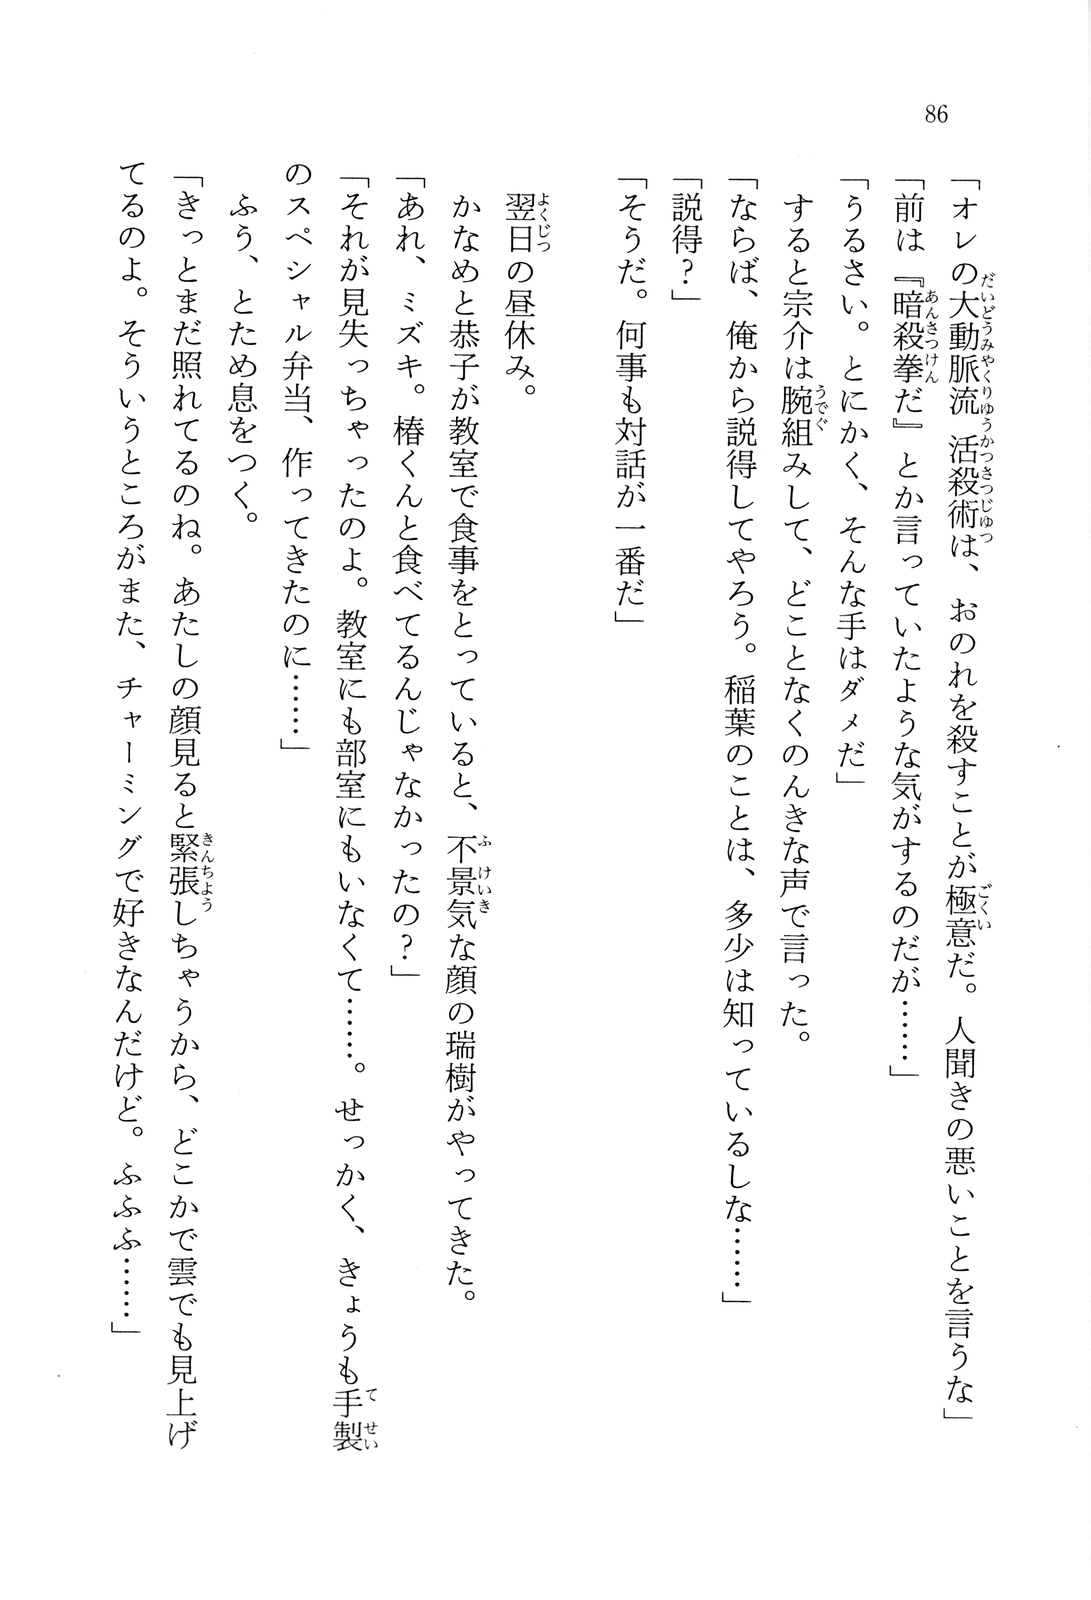 86
「オレの大動脈流活殺術は、おのれを殺すことが極意だ。人聞きの悪いことを言うな」
「前は『暗殺拳だ』とか言っていたような気がするのだが……」
「うるさい。とにかく、そんな手はダメだ」
　すると宗介は腕組みして、どことなくのんきな声で言った。
「ならば、俺から説得してやろう。稲葉のことは、多少は知っているしな……」
「説得？」
「そうだ。何事も対話が一番だ」
　翌日の昼休み。
　かなめと恭子が教室で食事をとっていると、不景気な顔の瑞樹がやってきた。
「あれ、ミズキ。椿くんと食べてるんじゃなかったの？」
「それが見失っちゃったのよ。教室にも部室にもいなくて……。せっかく、きょうも手製
のスペシャル弁当、作ってきたのに……」
　ふう、とため息をつく。
「きっとまだ照れてるのね。あたしの顔見ると緊張しちゃうから、どこかで雲でも見上げ
てるのよ。そういうところがまた、チャーミングで好きなんだけど。ふふふ……」